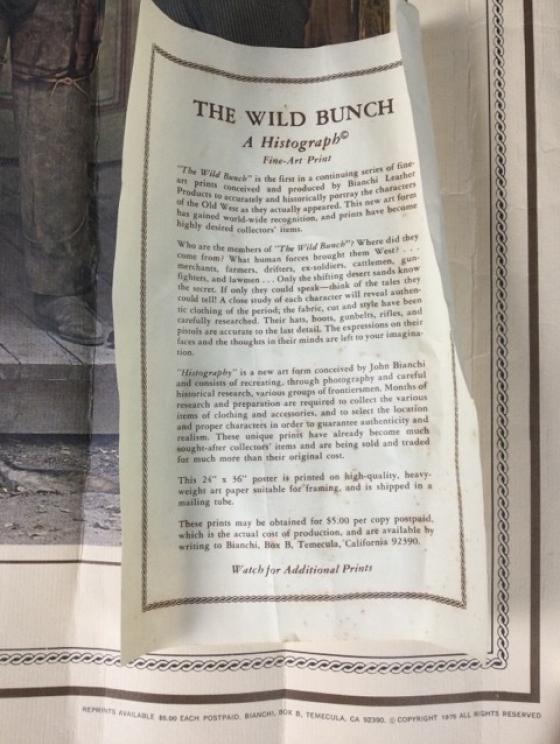 THE WILD BUNCH
A Histograph©
Fine-Art Print
"The Wild Bunch" is the first in a continuing series of fine-
art prints conceived and produced by Bianchi Leather
Products to accurately and historically portray the characters
of the Old West as they actually appeared. This new art form
has gained world-wide recognition, and prints have become
highly desired collectors' items.
Who are the members of "The Wild Bunch"? Where did they
come from? What human forces brought them West? . . .
merchants, farmers, drifters, ex-soldiers, cattlemen, gun-
fighters, and lawmen . . . Only the shifting desert sands know
the secret. If only they could speak—think of the tales they
could tell! A close study of each character will reveal authen-
tic clothing of the period; the fabric, cut and style have been
carefully researched. Their hats, boots, gunbelts, rifles, and
pistols are accurate to the last detail. The expressions on their
faces and the thoughts in their minds are left to your imagina-
tion.
"Histography" is a new art form conceived by John Bianchi
and consists of recreating, through photography and careful
historical research, various groups of frontiersmen. Months of
research and preparation are required to collect the various
items of clothing and accessories, and to select the location
and proper characters in order to guarantee authenticity and
realism. These unique prints have already become much
sought-after collectors' items and are being sold and traded
for much more than their original cost.
This 24" x 36" poster is printed on high-quality, heavy-
weight art paper suitable for framing, and is shipped in a
mailing tube.
These prints may be obtained for $5.00 per copy postpaid,
which is the actual cost of production, and are available by
writing to Bianchi, Box B, Temecula, California 92390.
Watch for Additional Prints
REPRINTS AVAILABLE $5.00 EACH POSTPAID. BIANCHI, BOX B, TEMECULA, CA 92390. © COPYRIGHT 1976 ALL RIGHTS RESERVED